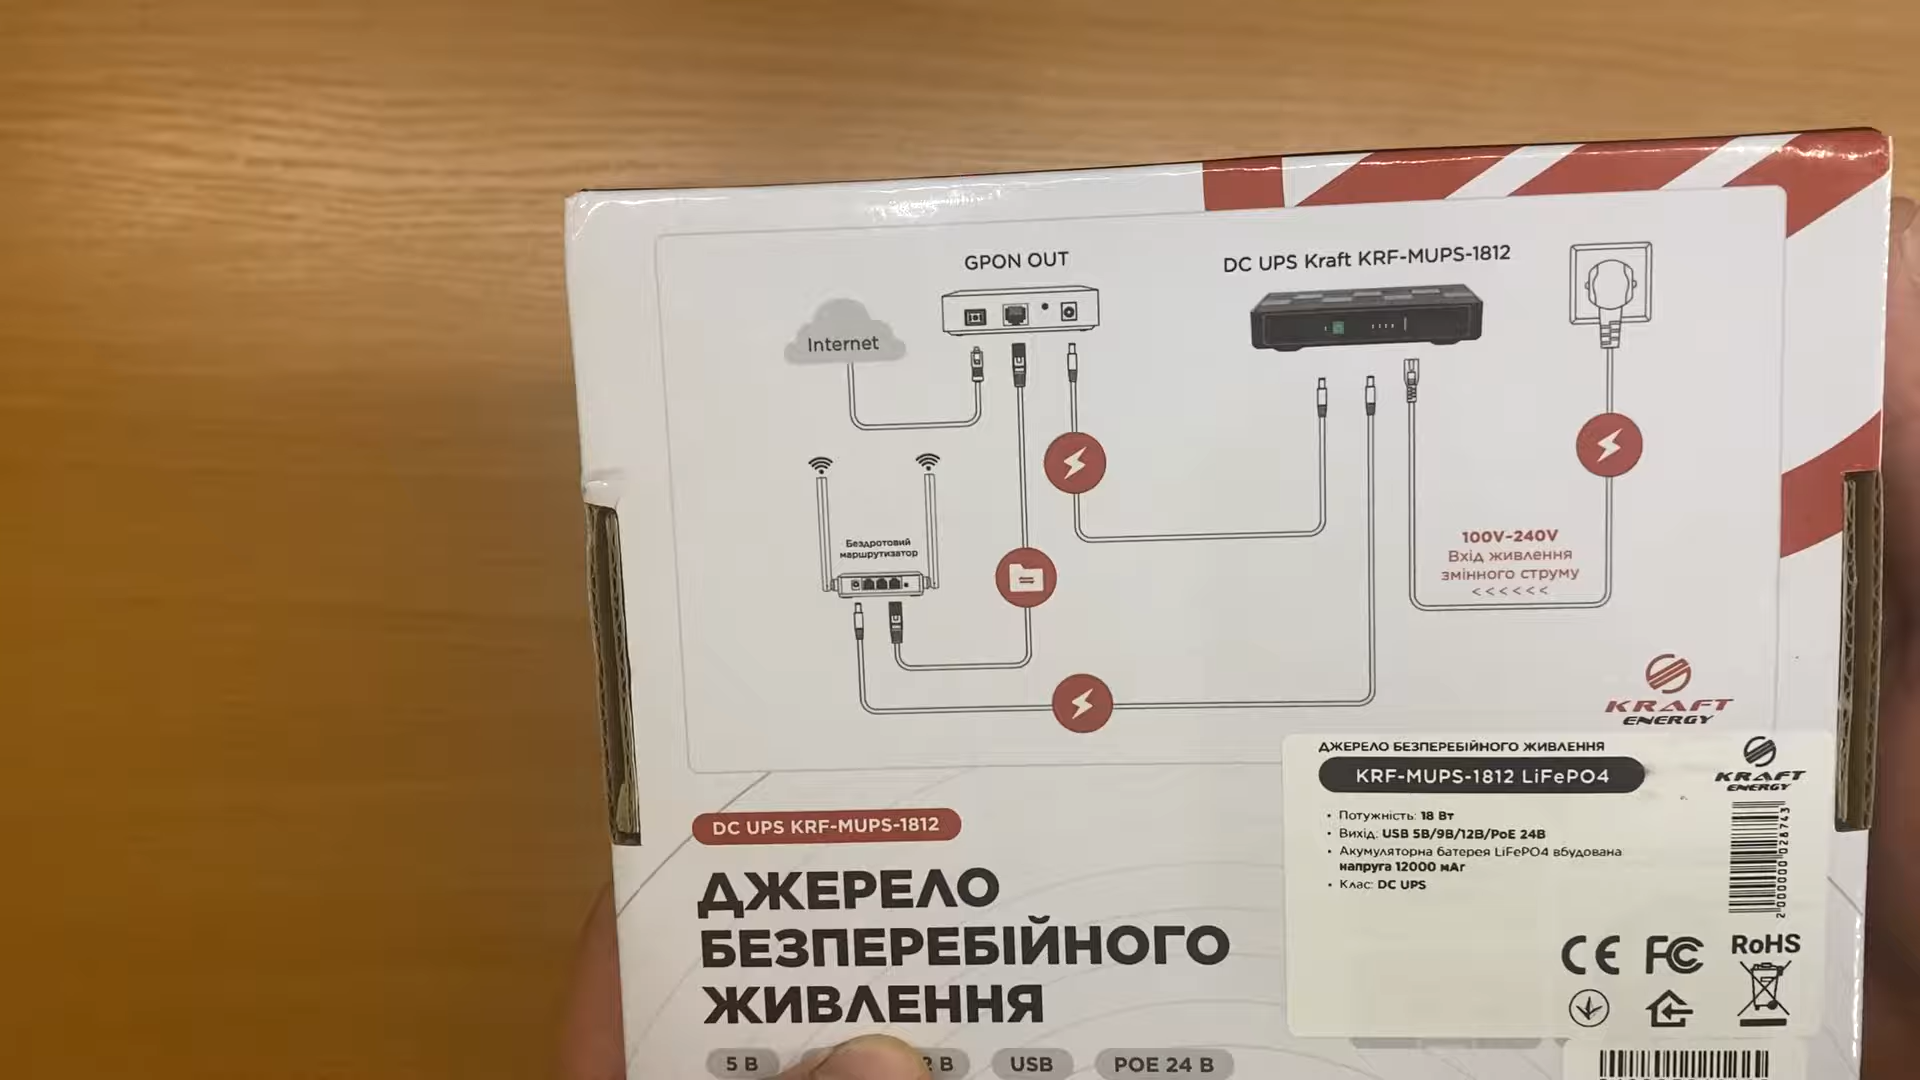 GPON OUT
DC UPS Kraft KRF-MUPS-1812
Internet
Бездротовий
маршрутизатор
100V-240V
Вхід живлення
змінного струму
<<<<<<
KRAFT
ENERGY
ДЖЕРЕЛО БЕЗПЕРЕБІЙНОГО ЖИВЛЕННЯ
KRF-MUPS-1812 LiFePO4
KRAFT
ENERGY
• Потужність: 18 Вт
• Вихід: USB 5В/9В/12В/PoE 24В
• Акумуляторна батерея LiFePO4 вбудована
напруга 12000 мАг
• Клас: DC UPS
2 000000 028743
CE FC RoHS
DC UPS KRF-MUPS-1812
ДЖЕРЕЛО
БЕЗПЕРЕБІЙНОГО
ЖИВЛЕННЯ
5 В
В
USB
POE 24 В